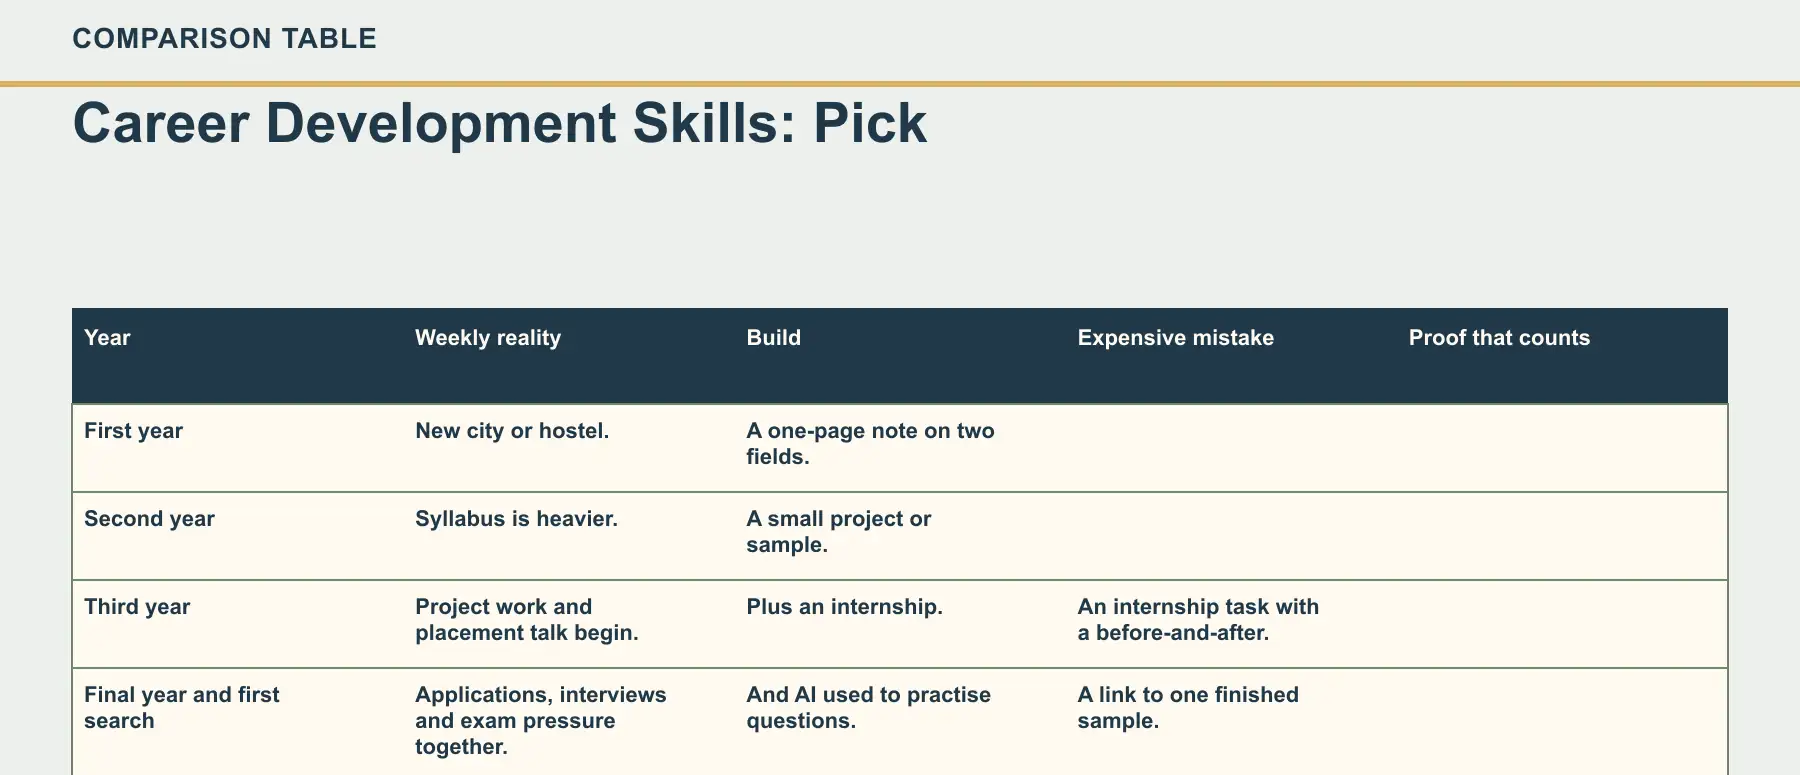 COMPARISON TABLE
Career Development Skills: Pick
Year Weekly reality Build Expensive mistake Proof that counts
First year New city or hostel. A one-page note on two
fields.
Second year Syllabus is heavier. A small project or
sample.
Third year Project work and Plus an internship. An internship task with
placement talk begin. a before-and-after.
Final year and first Applications, interviews And AI used to practise A link to one finished
search and exam pressure questions. sample.
together.